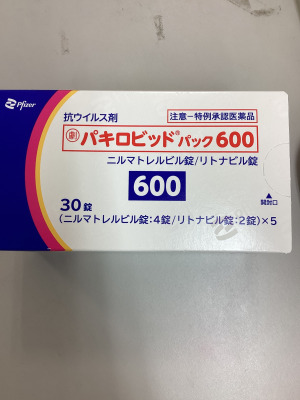 Pfizer
抗ウイルス剤
注意-特例承認医薬品
劇 パキロビッド®パック600
ニルマトレルビル錠/リトナビル錠
600
30錠
(ニルマトレルビル錠:4錠/リトナビル錠:2錠)×5
▲
開封口